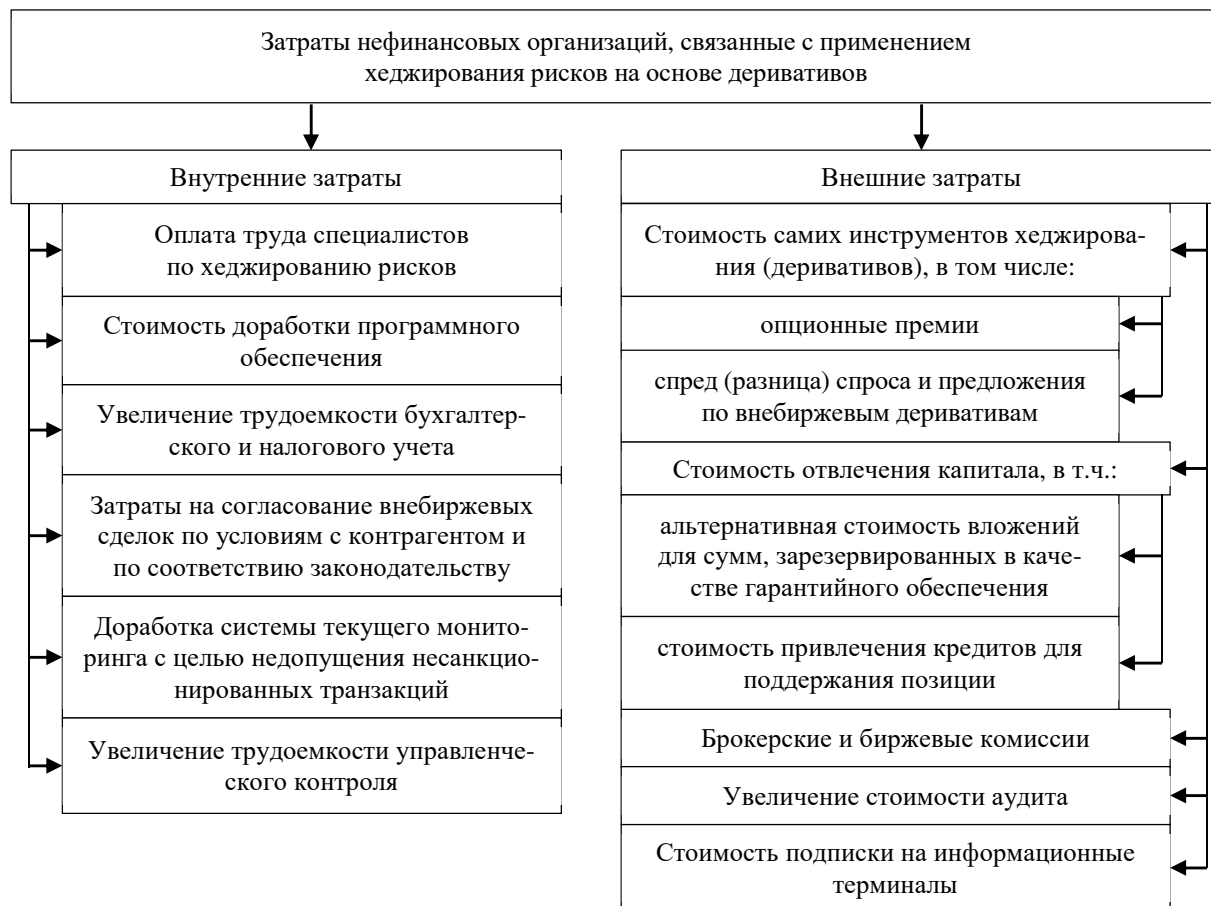 Затраты нефинансовых организаций, связанные с применением
хеджирования рисков на основе деривативов
Внутренние затраты
Оплата труда специалистов
по хеджированию рисков
Стоимость доработки программного
обеспечения
Увеличение трудоемкости бухгалтер-
ского и налогового учета
Затраты на согласование внебиржевых
сделок по условиям с контрагентом и
по соответствию законодательству
Доработка системы текущего монито-
ринга с целью недопущения несанкцио-
нированных транзакций
Увеличение трудоемкости управленче-
ского контроля
Внешние затраты
Стоимость самих инструментов хеджирова-
ния (деривативов), в том числе:
опционные премии
спред (разница) спроса и предложения
по внебиржевым деривативам
Стоимость отвлечения капитала, в т.ч.:
альтернативная стоимость вложений
для сумм, зарезервированных в каче-
стве гарантийного обеспечения
стоимость привлечения кредитов для
поддержания позиции
Брокерские и биржевые комиссии
Увеличение стоимости аудита
Стоимость подписки на информационные
терминалы